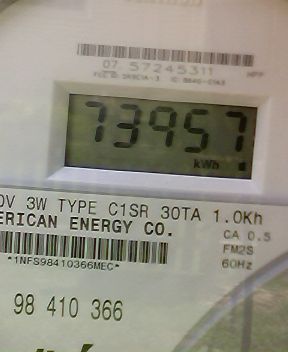 07 57245311
73957
kWh
0V 3W TYPE C1SR 30TA 1.0Kh
ERICAN ENERGY CO.
CA 0.5
FM2S
60Hz
*1NFS98410366MEC*
98 410 366